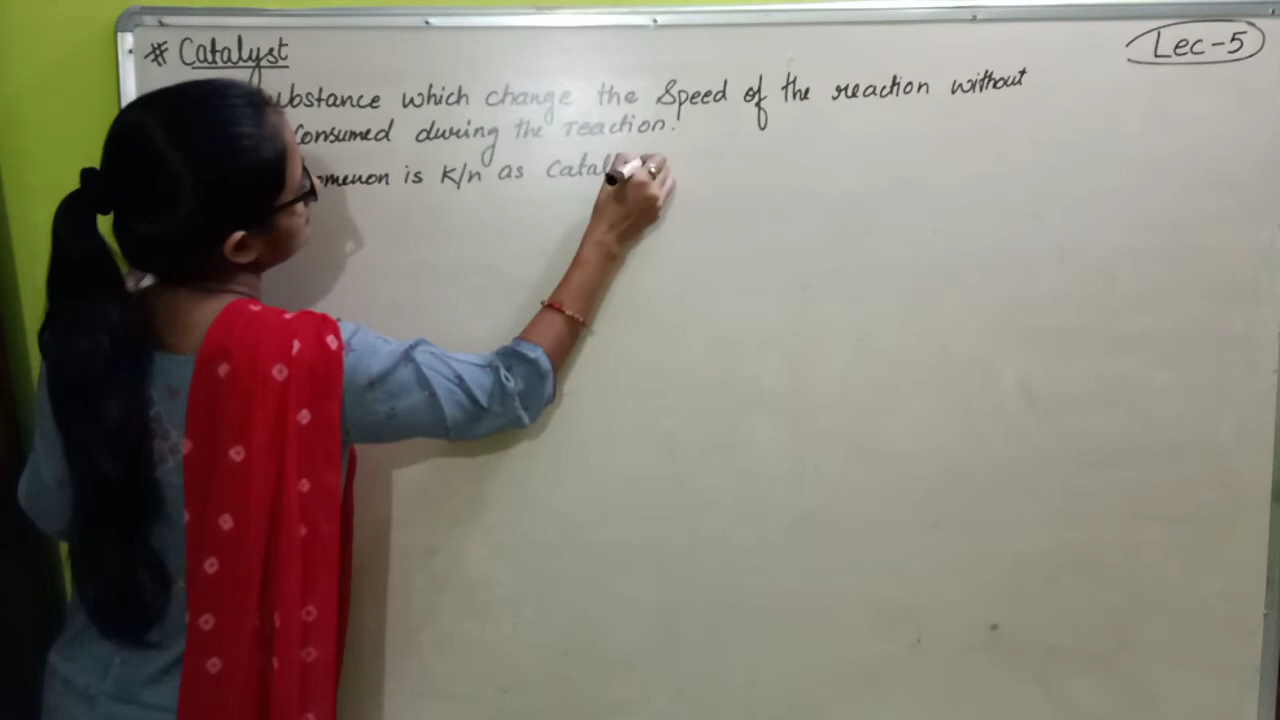 # Catalyst
Lec-5
ubstance which change the Speed of the reaction without
Consumed during the reaction.
omenon is K/n as Catal